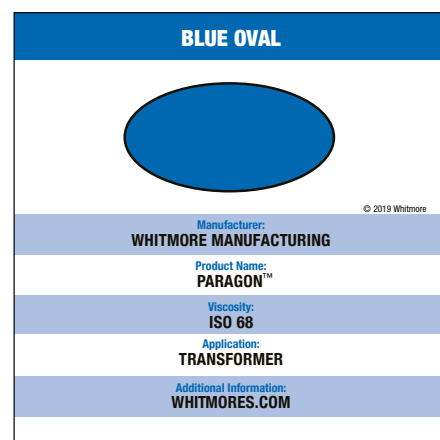 BLUE OVAL
© 2019 Whitmore
Manufacturer:
WHITMORE MANUFACTURING
Product Name:
PARAGON™
Viscosity:
ISO 68
Application:
TRANSFORMER
Additional Information:
WHITMORES.COM